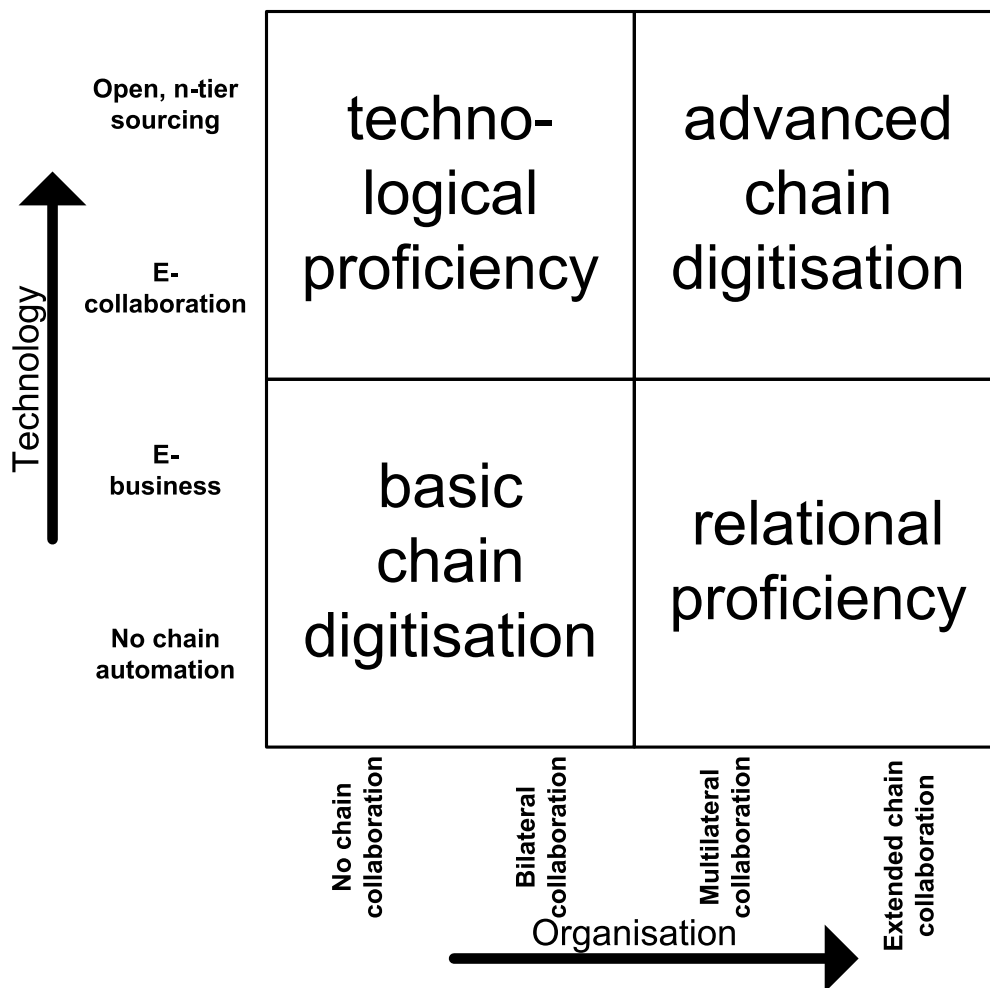 Open, n-tier
sourcing
techno-
logical
proficiency
advanced
chain
digitisation
E-
collaboration
Technology
E-
business
basic
chain
digitisation
relational
proficiency
No chain
automation
No chain
collaboration
Bilateral
collaboration
Multilateral
collaboration
Extended chain
collaboration
Organisation